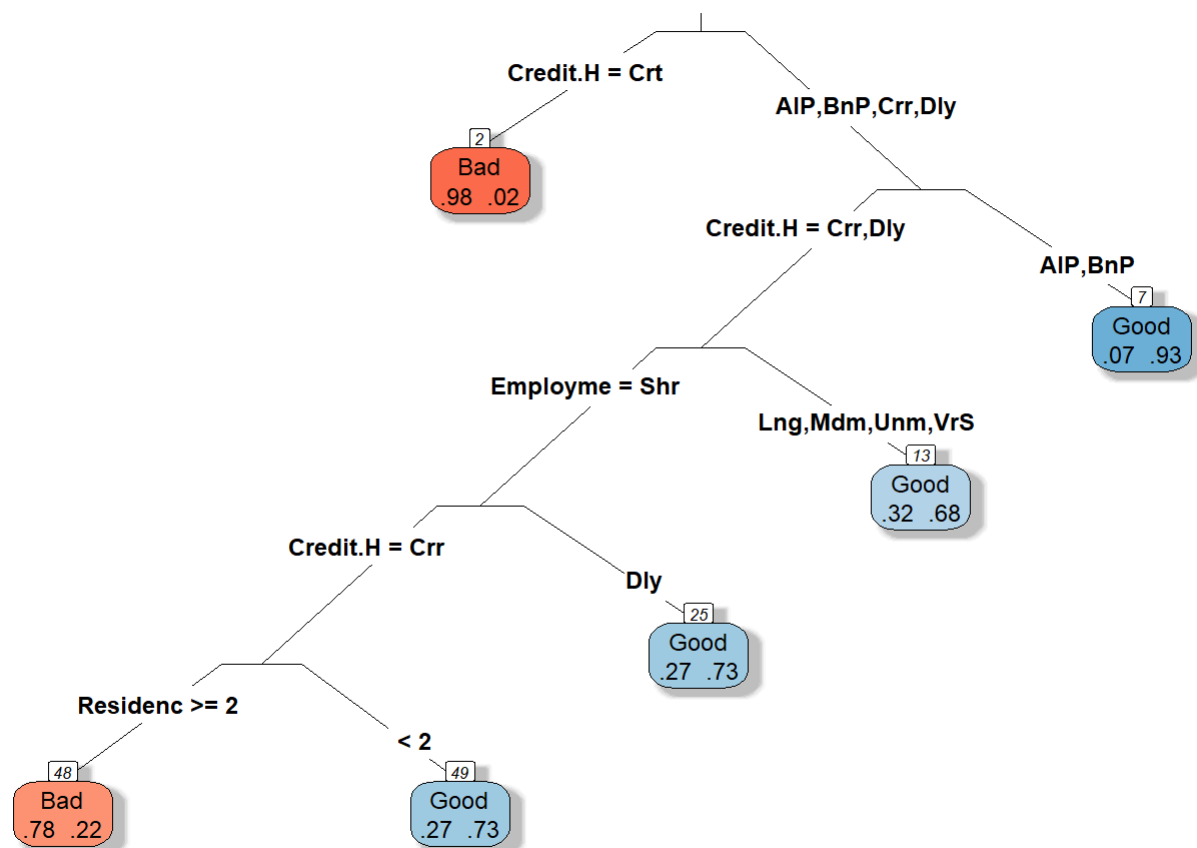 Credit.H = Crt
AlP,BnP,Crr,Dly
2
Bad
.98 .02
Credit.H = Crr,Dly
AlP,BnP
7
Good
.07 .93
Employme = Shr
Lng,Mdm,Unm,VrS
13
Good
.32 .68
Credit.H = Crr
Dly
25
Good
.27 .73
Residenc >= 2
< 2
48
Bad
.78 .22
49
Good
.27 .73